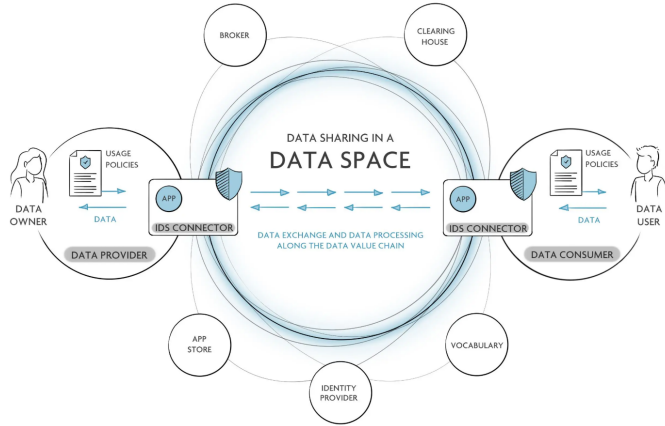 BROKER
CLEARING
HOUSE
DATA SHARING IN A
DATA SPACE
USAGE
POLICIES
DATA
DATA
OWNER
APP
IDS CONNECTOR
DATA PROVIDER
DATA EXCHANGE AND DATA PROCESSING
ALONG THE DATA VALUE CHAIN
USAGE
POLICIES
DATA
DATA
USER
APP
IDS CONNECTOR
DATA CONSUMER
APP
STORE
IDENTITY
PROVIDER
VOCABULARY